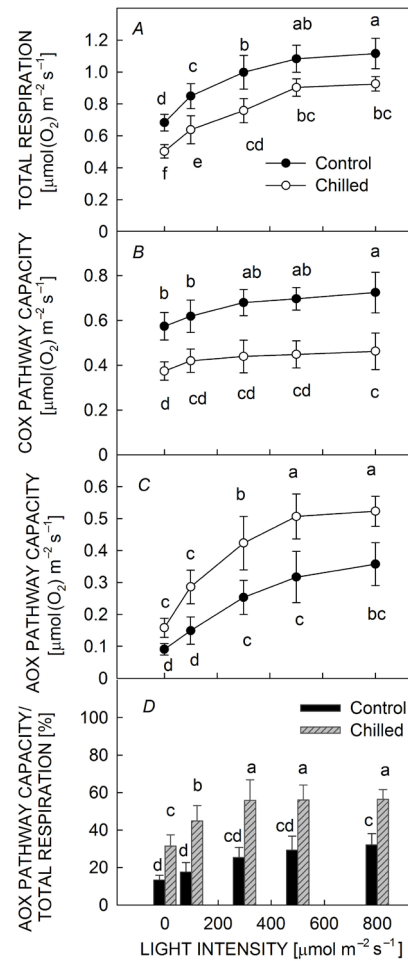 TOTAL RESPIRATION
[µmol(O₂) m⁻² s⁻¹]
A
1.2
1.0
0.8
0.6
0.4
0.2
0
d
c
b
ab
a
f
e
cd
bc
bc
Control
Chilled
COX PATHWAY CAPACITY
[µmol(O₂) m⁻² s⁻¹]
B
0.8
0.6
0.4
0.2
0
b
b
ab
ab
a
d
cd
cd
cd
c
AOX PATHWAY CAPACITY
[µmol(O₂) m⁻² s⁻¹]
C
0.6
0.5
0.4
0.3
0.2
0.1
0
c
c
b
a
a
d
d
c
c
bc
AOX PATHWAY CAPACITY/
TOTAL RESPIRATION [%]
D
Control
Chilled
100
80
60
40
20
0
d
c
d
b
cd
a
cd
a
c
a
0
200
400
600
800
LIGHT INTENSITY [µmol m⁻² s⁻¹]